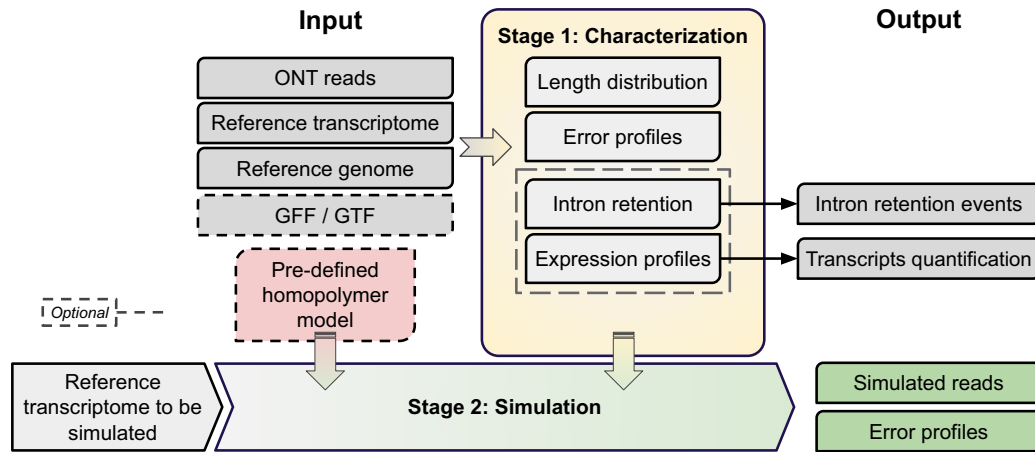 Input
Stage 1: Characterization
Output
ONT reads
Reference transcriptome
Reference genome
GFF / GTF
Length distribution
Error profiles
Intron retention
Expression profiles
Intron retention events
Transcripts quantification
Pre-defined
homopolymer
model
Optional
Reference
transcriptome to be
simulated
Stage 2: Simulation
Simulated reads
Error profiles